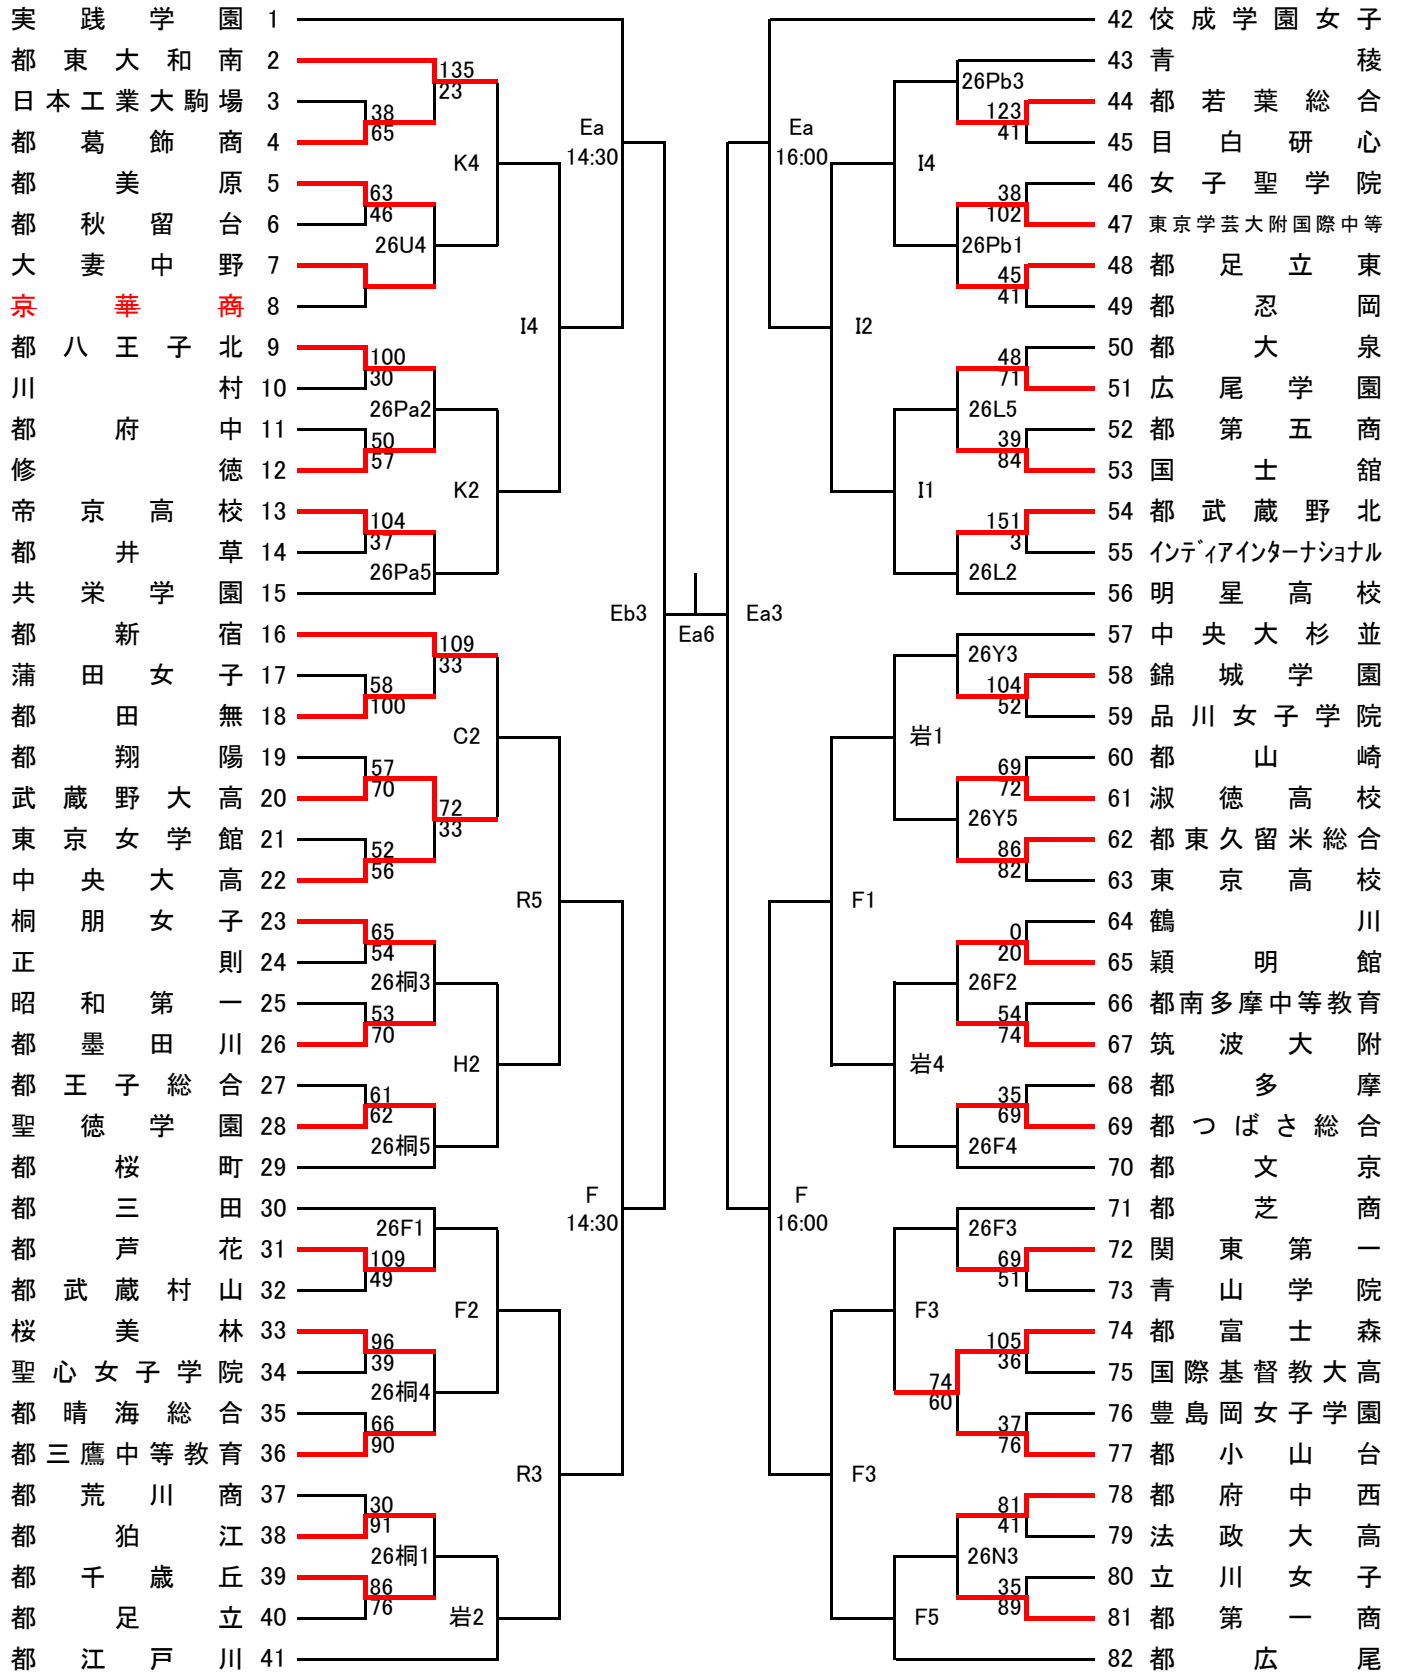 実践学園 1
都東大和南 2
日本工業大駒場 3
都葛飾商 4
都美原 5
都秋留台 6
大妻中野 7
京華商 8
都八王子北 9
川村 10
都府中 11
修徳 12
帝京高校 13
都井草 14
共栄学園 15
都新宿 16
蒲田女子 17
都田無 18
都翔陽 19
武蔵野大高 20
東京女学館 21
中央大高 22
桐朋女子 23
正則 24
昭和第一 25
都墨田川 26
都王子総合 27
聖徳学園 28
都桜町 29
都三田 30
都芦花 31
都武蔵村山 32
桜美林 33
聖心女子学院 34
都晴海総合 35
都三鷹中等教育 36
都荒川商 37
都狛江 38
都千歳丘 39
都足立 40
都江戸川 41
135
23
38
65
63
46
26U4
100
30
26Pa2
50
57
104
37
26Pa5
109
33
58
100
57
70
72
33
52
56
65
54
26桐3
53
70
61
62
26桐5
26F1
109
49
96
39
26桐4
66
90
30
91
26桐1
86
76
K4
K2
C2
H2
F2
岩2
I4
R5
R3
Ea
14:30
F
14:30
Eb3
Ea6
Ea3
Ea
16:00
F
16:00
I2
F1
F3
I4
I1
岩1
岩4
F3
F5
26Pb3
123
41
38
102
26Pb1
45
41
48
71
26L5
39
84
151
3
26L2
26Y3
104
52
69
72
26Y5
86
82
0
20
26F2
54
74
35
69
26F4
26F3
69
51
105
36
74
60
37
76
81
41
26N3
35
89
42 佼成学園女子
43 青稜
44 都若葉総合
45 目白研心
46 女子聖学院
47 東京学芸大附国際中等
48 都足立東
49 都忍岡
50 都大泉
51 広尾学園
52 都第五商
53 国士舘
54 都武蔵野北
55 インディアインターナショナル
56 明星高校
57 中央大杉並
58 錦城学園
59 品川女子学院
60 都山崎
61 淑徳高校
62 都東久留米総合
63 東京高校
64 鶴川
65 穎明館
66 都南多摩中等教育
67 筑波大附
68 都多摩
69 都つばさ総合
70 都文京
71 都芝商
72 関東第一
73 青山学院
74 都富士森
75 国際基督教大高
76 豊島岡女子学園
77 都小山台
78 都府中西
79 法政大高
80 立川女子
81 都第一商
82 都広尾